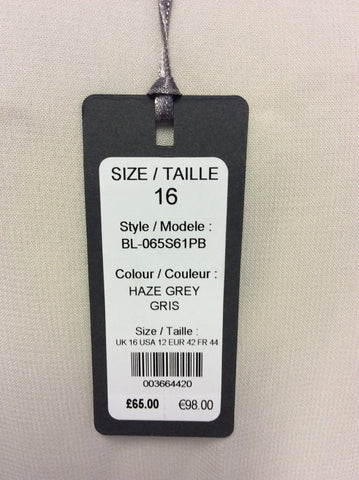 SIZE / TAILLE
16
Style / Modele :
BL-065S61PB
Colour / Couleur :
HAZE GREY
GRIS
Size / Taille :
UK 16 USA 12 EUR 42 FR 44
003664420
£65.00 €98.00